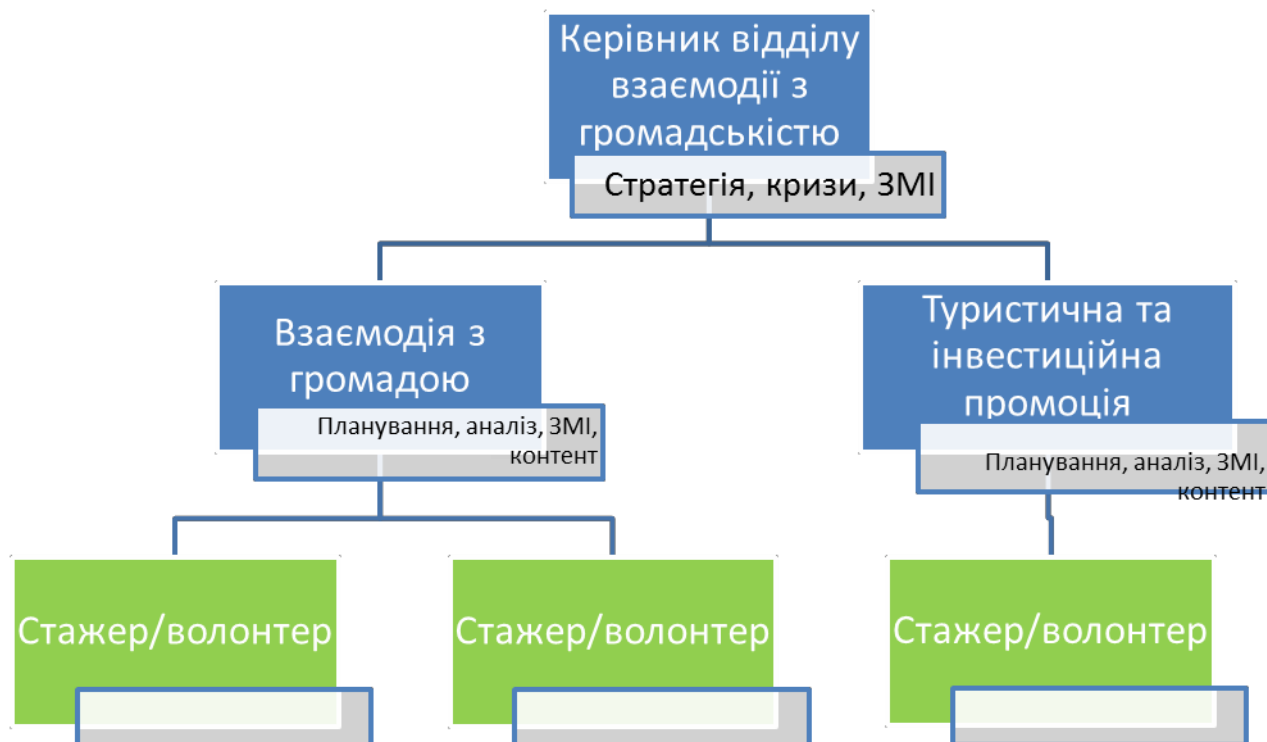 Керівник відділу
взаємодії з
громадськістю
Стратегія, кризи, ЗМІ
Взаємодія з
громадою
Планування, аналіз, ЗМІ,
контент
Туристична та
інвестиційна
промоція
Планування, аналіз, ЗМІ,
контент
Стажер/волонтер
Стажер/волонтер
Стажер/волонтер